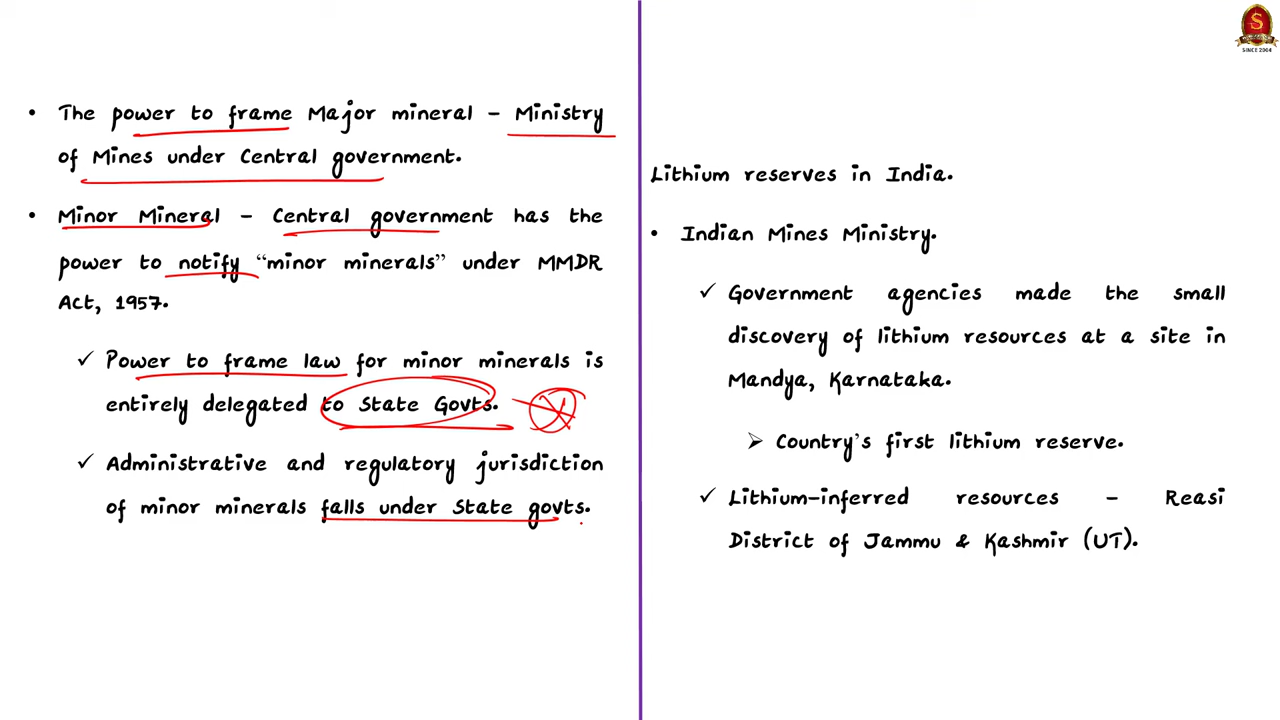 • The power to frame Major mineral – Ministry
of Mines under Central government.
• Minor Mineral – Central government has the
power to notify “minor minerals” under MMDR
Act, 1957.
✓ Power to frame law for minor minerals is
entirely delegated to State Govts.
✓ Administrative and regulatory jurisdiction
of minor minerals falls under State govts.
S
SINCE 2004
Lithium reserves in India.
• Indian Mines Ministry.
✓ Government agencies made the small
discovery of lithium resources at a site in
Mandya, Karnataka.
➢ Country’s first lithium reserve.
✓ Lithium-inferred resources – Reasi
District of Jammu & Kashmir (UT).